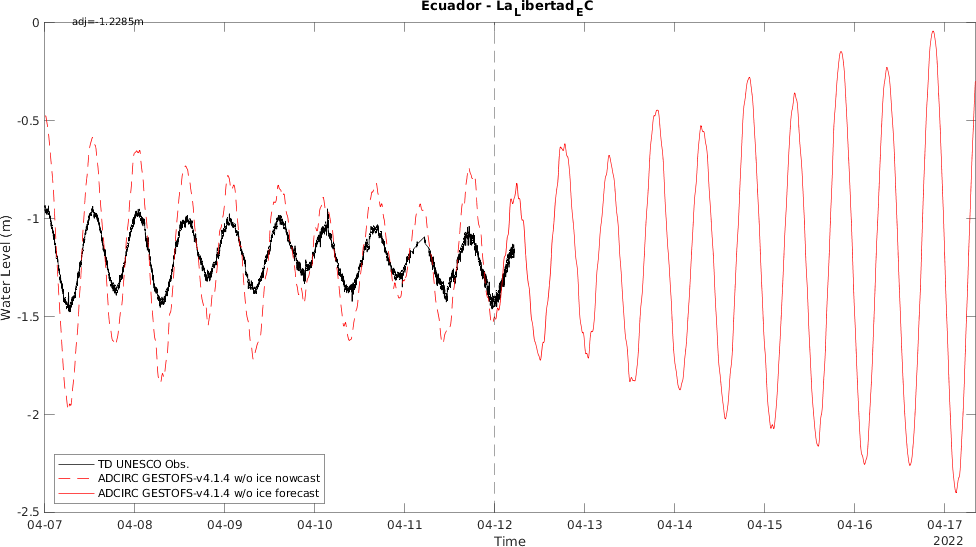 Ecuador - LaLibertadEC
adj=-1.2285m
0
-0.5
-1
-1.5
-2
-2.5
Water Level (m)
TD UNESCO Obs.
ADCIRC GESTOFS-v4.1.4 w/o ice nowcast
ADCIRC GESTOFS-v4.1.4 w/o ice forecast
04-07 04-08 04-09 04-10 04-11 04-12 04-13 04-14 04-15 04-16 04-17
Time
2022